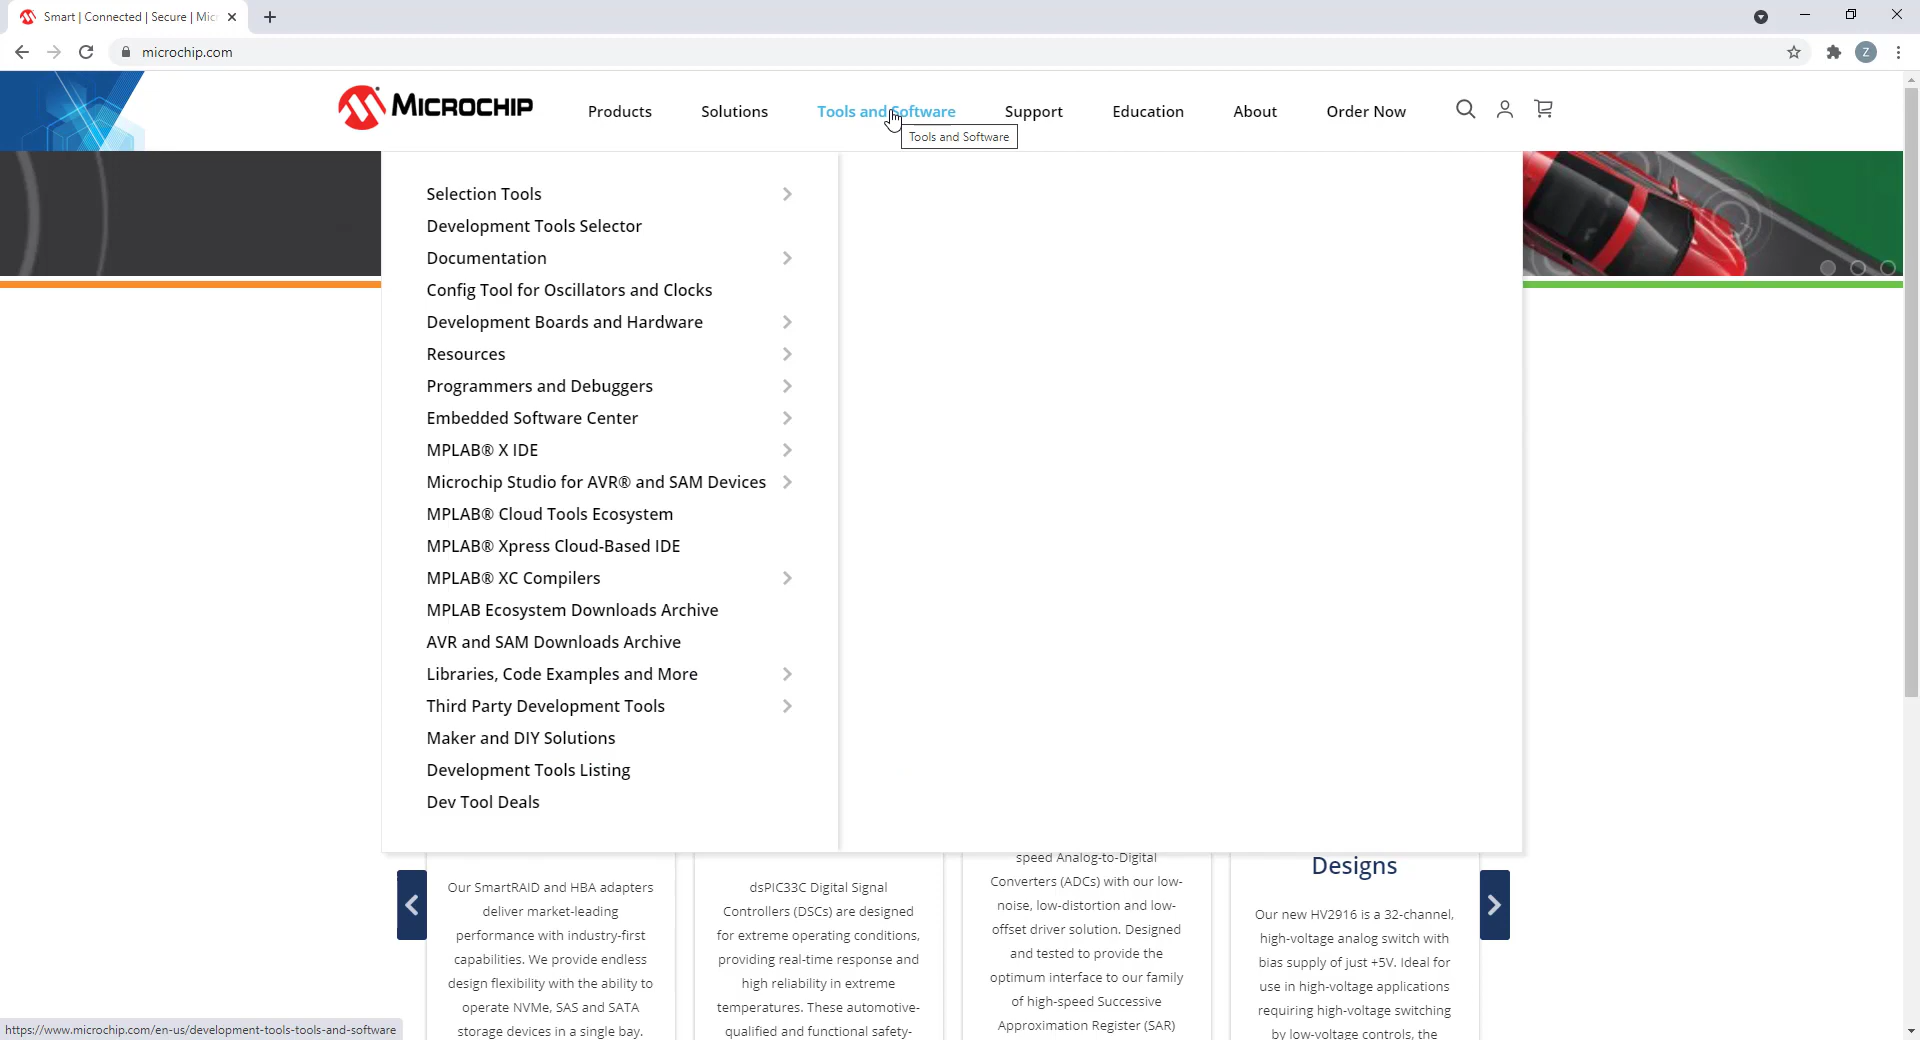 Smart | Connected | Secure | Mic
microchip.com
Z
MICROCHIP
Products
Solutions
Tools and Software
Support
Education
About
Order Now
Tools and Software
Selection Tools
Development Tools Selector
Documentation
Config Tool for Oscillators and Clocks
Development Boards and Hardware
Resources
Programmers and Debuggers
Embedded Software Center
MPLAB® X IDE
Microchip Studio for AVR® and SAM Devices
MPLAB® Cloud Tools Ecosystem
MPLAB® Xpress Cloud-Based IDE
MPLAB® XC Compilers
MPLAB Ecosystem Downloads Archive
AVR and SAM Downloads Archive
Libraries, Code Examples and More
Third Party Development Tools
Maker and DIY Solutions
Development Tools Listing
Dev Tool Deals
Our SmartRAID and HBA adapters
deliver market-leading
performance with industry-first
capabilities. We provide endless
design flexibility with the ability to
operate NVMe, SAS and SATA
storage devices in a single bay.
dsPIC33C Digital Signal
Controllers (DSCs) are designed
for extreme operating conditions,
providing real-time response and
high reliability in extreme
temperatures. These automotive-
qualified and functional safety-
speed Analog-to-Digital
Converters (ADCs) with our low-
noise, low-distortion and low-
offset driver solution. Designed
and tested to provide the
optimum interface to our family
of high-speed Successive
Approximation Register (SAR)
Designs
Our new HV2916 is a 32-channel,
high-voltage analog switch with
bias supply of just +5V. Ideal for
use in high-voltage applications
requiring high-voltage switching
by low-voltage controls, the
https://www.microchip.com/en-us/development-tools-tools-and-software